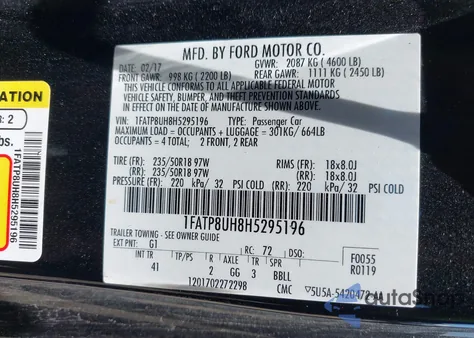 MFD. BY FORD MOTOR CO.
DATE: 02/17
GVWR: 2087 KG ( 4600 LB)
FRONT GAWR: 998 KG ( 2200 LB)
REAR GAWR: 1111 KG ( 2450 LB)
THIS VEHICLE CONFORMS TO ALL APPLICABLE FEDERAL MOTOR
VEHICLE SAFETY, BUMPER, AND THEFT PREVENTION STANDARDS
IN EFFECT ON THE DATE OF MANUFACTURE SHOWN ABOVE.
VIN: 1FATP8UH8H5295196 TYPE: Passenger Car
MAXIMUM LOAD = OCCUPANTS + LUGGAGE = 301KG / 664LB
OCCUPANTS = 4 TOTAL; 2 FRONT, 2 REAR
TIRE (FR): 235/50R18 97W RIMS (FR): 18x8.0J
TIRE (RR): 235/50R18 97W RIMS (RR): 18x8.0J
PRESSURE (FR): 220 kPa/ 32 PSI COLD (RR): 220 kPa/ 32 PSI COLD
1FATP8UH8H5295196
TRAILER TOWING - SEE OWNER GUIDE
EXT PNT: G1 RC: 72 DSO: F0055
R0119
INT TR TP/PS R AXLE TR SPR
41 2 GG 3 BBLL
1201702272298 CMC
ATION
R: 2
bs.
1FATP8UH8H5295196